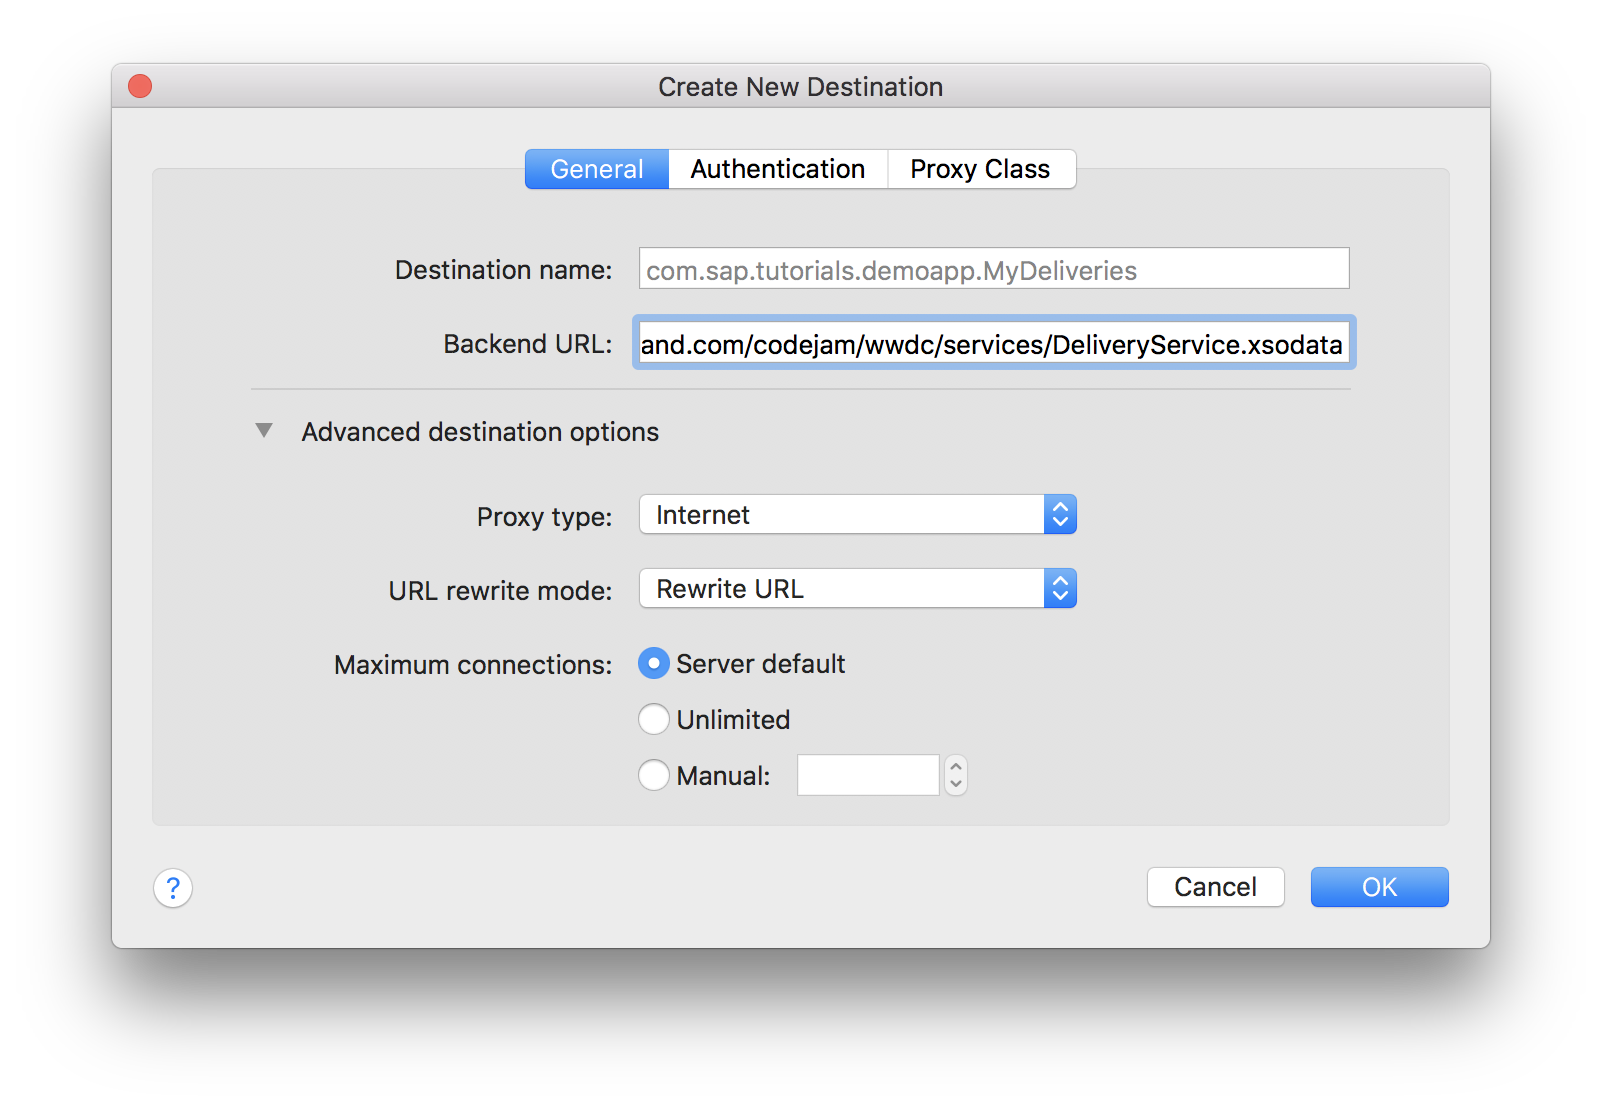 Create New Destination
General Authentication Proxy Class
Destination name: com.sap.tutorials.demoapp.MyDeliveries
Backend URL: and.com/codejam/wwdc/services/DeliveryService.xsodata
Advanced destination options
Proxy type: Internet
URL rewrite mode: Rewrite URL
Maximum connections: Server default
Unlimited
Manual:
? Cancel OK